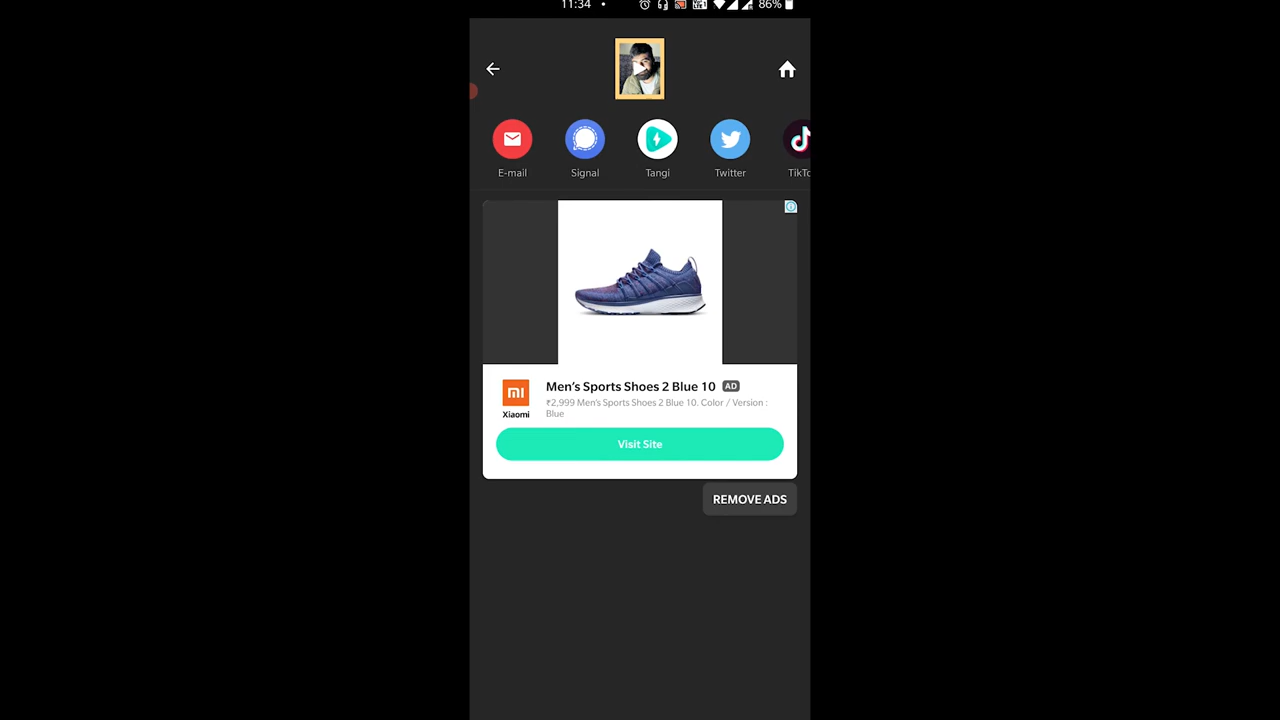 11:34
86%
E-mail
Signal
Tangi
Twitter
TikTo
Men's Sports Shoes 2 Blue 10 AD
₹2,999 Men's Sports Shoes 2 Blue 10. Color / Version :
Blue
mi
Xiaomi
Visit Site
REMOVE ADS